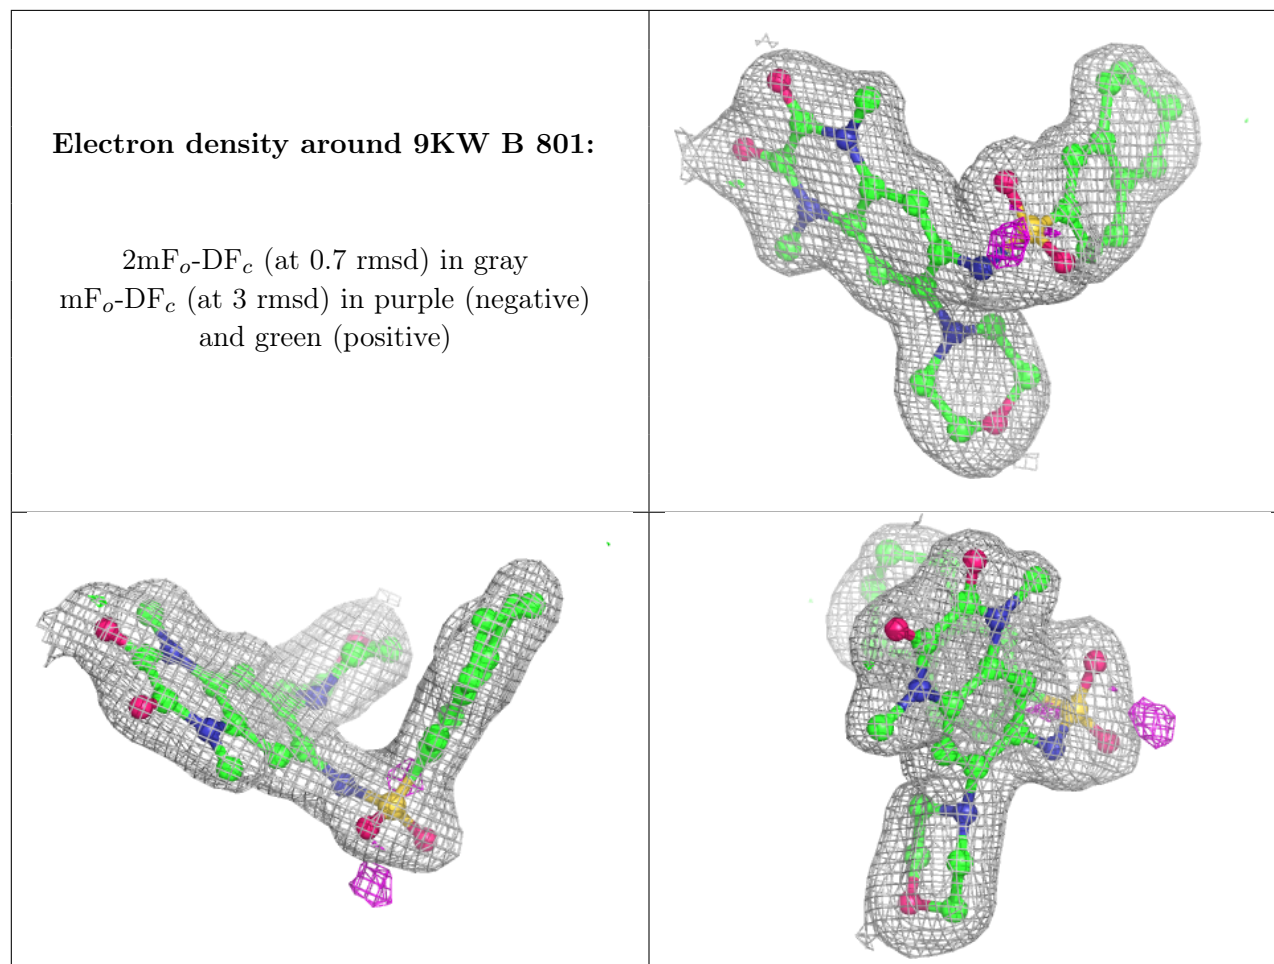 Electron density around 9KW B 801:
2mFo-DFc (at 0.7 rmsd) in gray
mFo-DFc (at 3 rmsd) in purple (negative)
and green (positive)